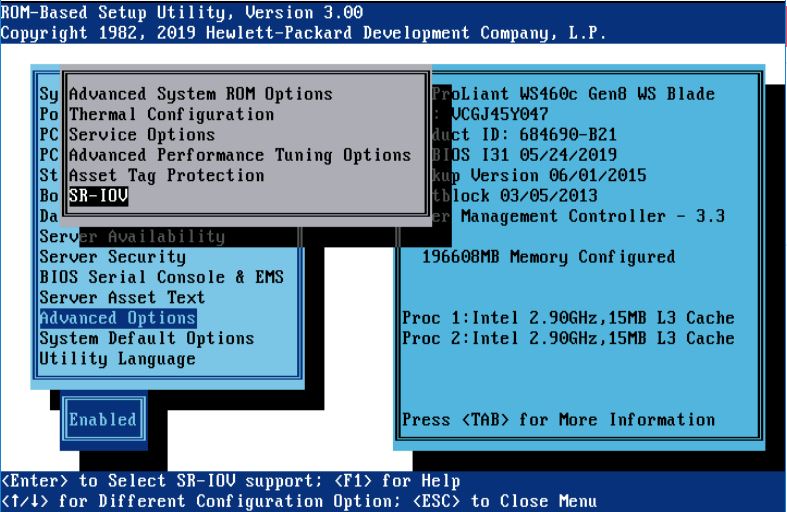 ROM-Based Setup Utility, Version 3.00
Copyright 1982, 2019 Hewlett-Packard Development Company, L.P.
Sy
Po
PC
PC
St
Bo
Da
Server Availability
Server Security
BIOS Serial Console & EMS
Server Asset Text
Advanced Options
System Default Options
Utility Language
Advanced System ROM Options
Thermal Configuration
Service Options
Advanced Performance Tuning Options
Asset Tag Protection
SR-IOV
Enabled
ProLiant WS460c Gen8 WS Blade
: VCGJ45Y047
duct ID: 684690-B21
BIOS I31 05/24/2019
kup Version 06/01/2015
tblock 03/05/2013
er Management Controller - 3.3
196608MB Memory Configured
Proc 1:Intel 2.90GHz,15MB L3 Cache
Proc 2:Intel 2.90GHz,15MB L3 Cache
Press <TAB> for More Information
<Enter> to Select SR-IOV support; <F1> for Help
<↑/↓> for Different Configuration Option; <ESC> to Close Menu